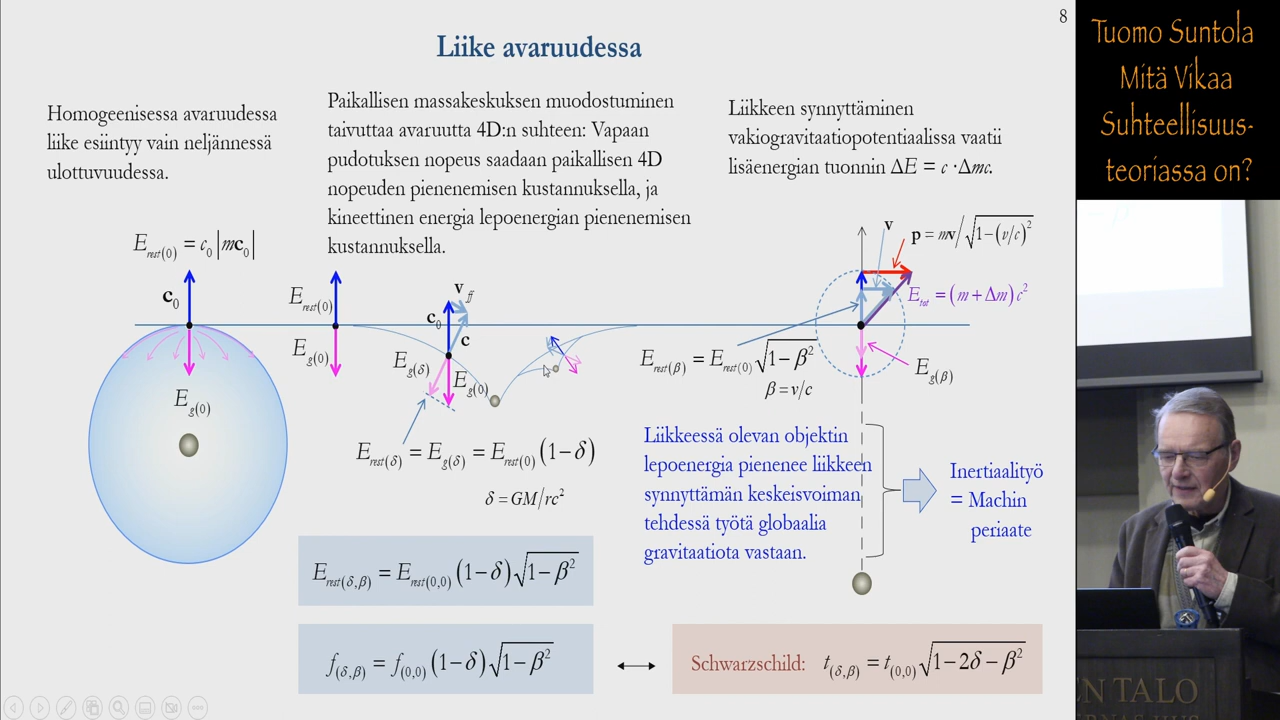 8
Liike avaruudessa
Homogeenisessa avaruudessa
liike esiintyy vain neljännessä
ulottuvuudessa.
Paikallisen massakeskuksen muodostuminen
taivuttaa avaruutta 4D:n suhteen: Vapaan
pudotuksen nopeus saadaan paikallisen 4D
nopeuden pienenemisen kustannuksella, ja
kineettinen energia lepoenergian pienenemisen
kustannuksella.
Liikkeen synnyttäminen
vakiogravitaatiopotentiaalissa vaatii
lisäenergian tuonnin ΔE = c·Δmc.
E_rest(0) = c₀|mc₀|
c₀
E_g(0)
E_rest(0)
E_g(0)
v_ff
c₀
c
E_g(δ)
E_g(0)
E_rest(δ) = E_g(δ) = E_rest(0)(1−δ)
δ = GM/rc²
v
p = mv/√(1−(v/c)²)
E_tot = (m+Δm)c²
E_rest(β) = E_rest(0)√(1−β²)
β = v/c
E_g(β)
Liikkeessä olevan objektin
lepoenergia pienenee liikkeen
synnyttämän keskeisvoiman
tehdessä työtä globaalia
gravitaatiota vastaan.
Inertiaalityö
= Machin
periaate
E_rest(δ,β) = E_rest(0,0)(1−δ)√(1−β²)
f_(δ,β) = f_(0,0)(1−δ)√(1−β²)
Schwarzschild: t_(δ,β) = t_(0,0)√(1−2δ−β²)
Tuomo Suntola
Mitä Vikaa
Suhteellisuus-
teoriassa on?
EN TALO